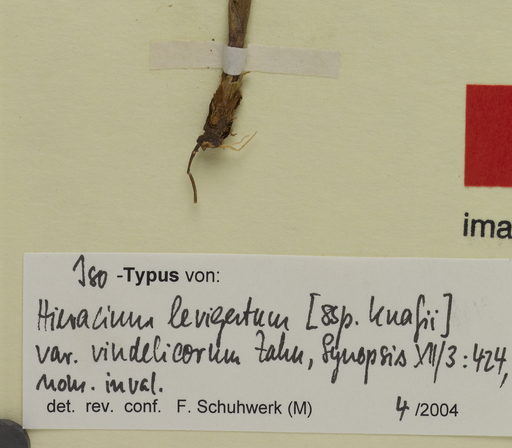 ima
Iso -Typus von:
Hieracium levigatum [ssp. knafii]
var. vindelicorum Zahn, Synopsis XII/3:424,
nom. inval.
det. rev. conf. F. Schuhwerk (M) 4/2004